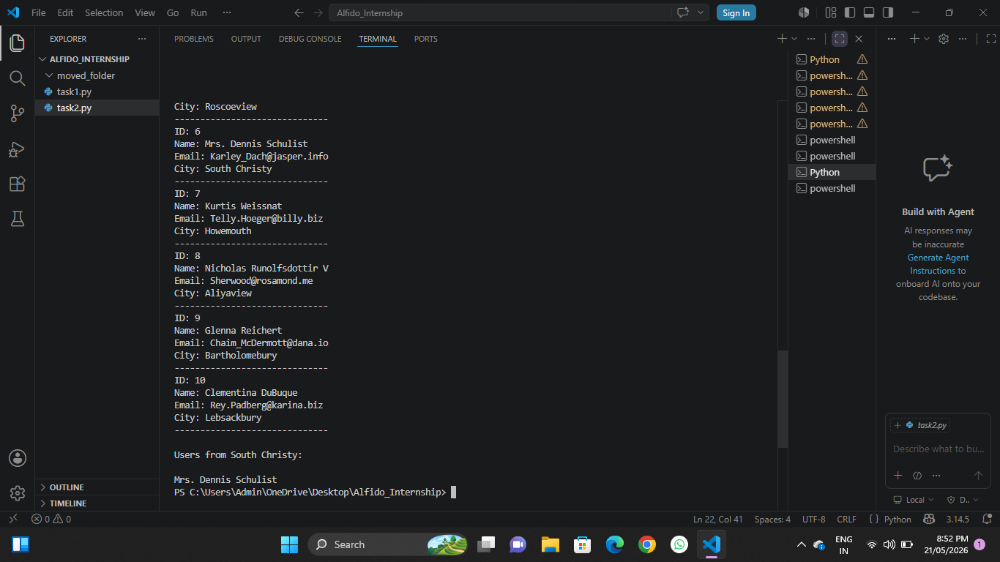 File Edit Selection View Go Run ···
Alfido_Internship
Sign In
EXPLORER ···
ALFIDO_INTERNSHIP
moved_folder
task1.py
task2.py
OUTLINE
TIMELINE
PROBLEMS OUTPUT DEBUG CONSOLE TERMINAL PORTS
City: Roscoeview
------------------------------
ID: 6
Name: Mrs. Dennis Schulist
Email: Karley_Dach@jasper.info
City: South Christy
------------------------------
ID: 7
Name: Kurtis Weissnat
Email: Telly.Hoeger@billy.biz
City: Howemouth
------------------------------
ID: 8
Name: Nicholas Runolfsdottir V
Email: Sherwood@rosamond.me
City: Aliyaview
------------------------------
ID: 9
Name: Glenna Reichert
Email: Chaim_McDermott@dana.io
City: Bartholomebury
------------------------------
ID: 10
Name: Clementina DuBuque
Email: Rey.Padberg@karina.biz
City: Lebsackbury
------------------------------
Users from South Christy:
Mrs. Dennis Schulist
PS C:\Users\Admin\OneDrive\Desktop\Alfido_Internship>
Python
powersh...
powersh...
powersh...
powersh...
powershell
powershell
Python
powershell
Build with Agent
AI responses may
be inaccurate
Generate Agent
Instructions to
onboard AI onto your
codebase.
task2.py
Describe what to bu...
Local D..
0 0
Ln 22, Col 41 Spaces: 4 UTF-8 CRLF { } Python 3.14.5
Search
ENG
IN
8:52 PM
21/05/2026
1